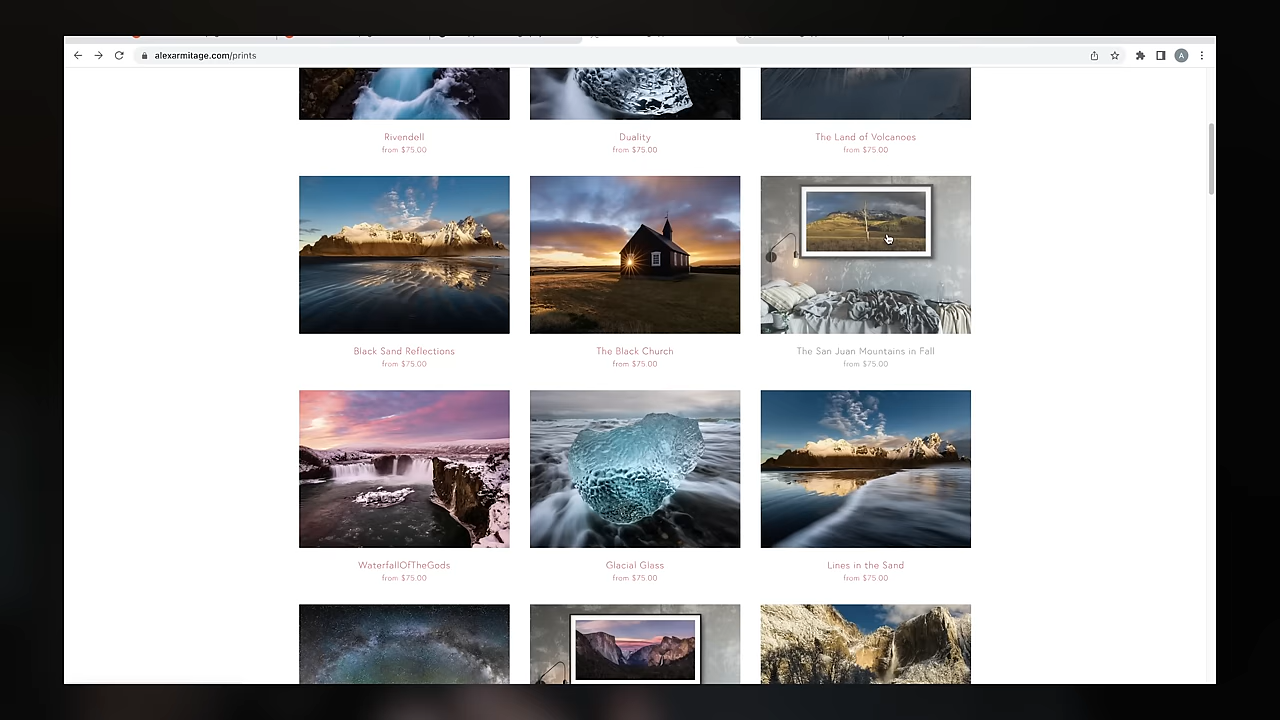 alexarmitage.com/prints
A
Rivendell
from $75.00
Duality
from $75.00
The Land of Volcanoes
from $75.00
Black Sand Reflections
from $75.00
The Black Church
from $75.00
The San Juan Mountains in Fall
from $75.00
WaterfallOfTheGods
from $75.00
Glacial Glass
from $75.00
Lines in the Sand
from $75.00